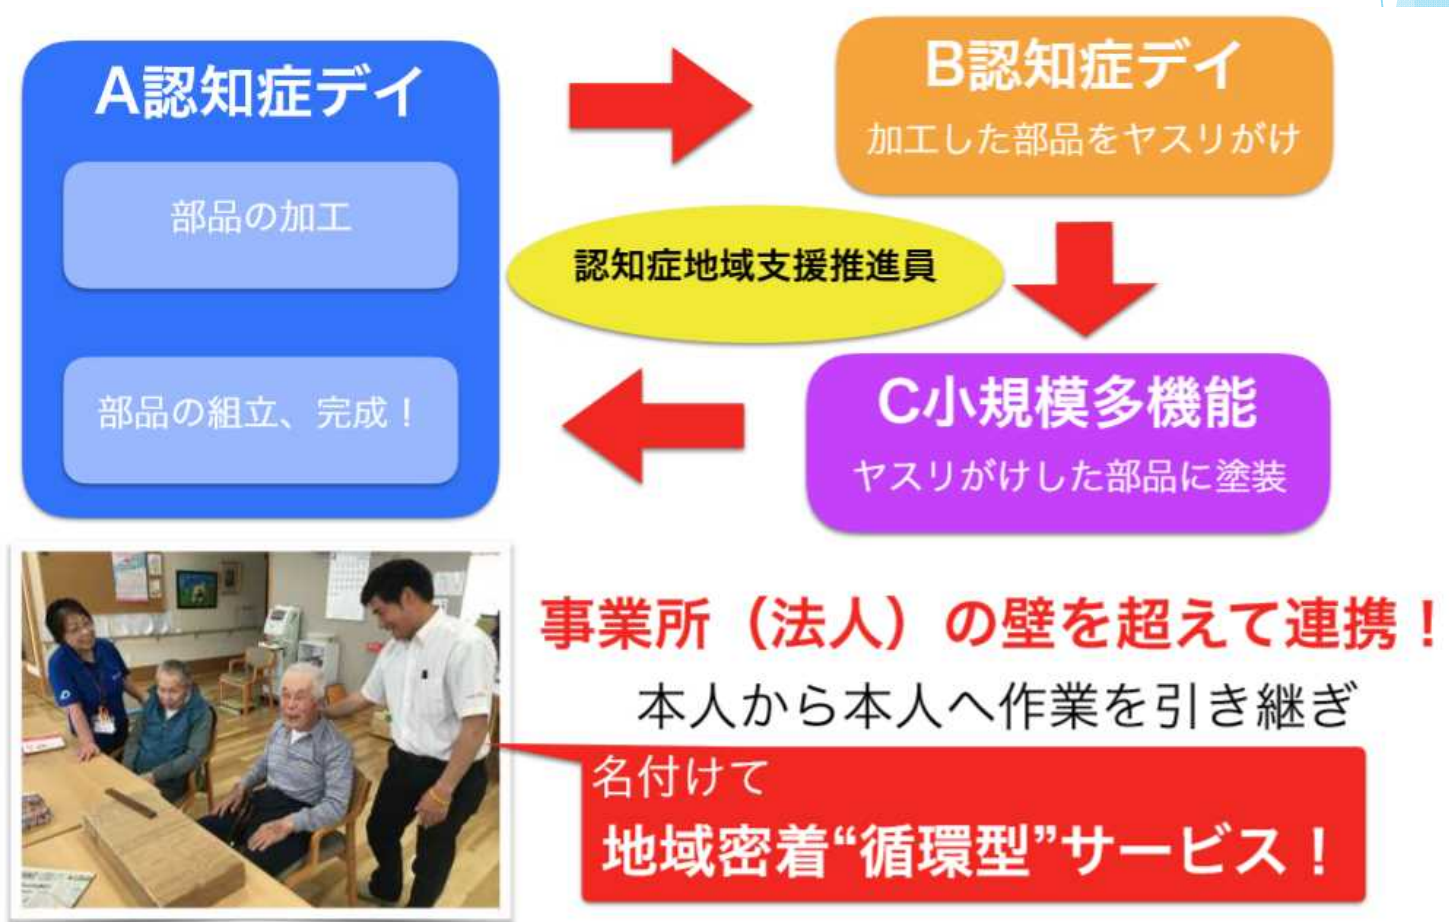 A認知症デイ
部品の加工
部品の組立、完成！
B認知症デイ
加工した部品をヤスリがけ
認知症地域支援推進員
C小規模多機能
ヤスリがけした部品に塗装
事業所（法人）の壁を超えて連携！
本人から本人へ作業を引き継ぎ
名付けて
地域密着“循環型”サービス！